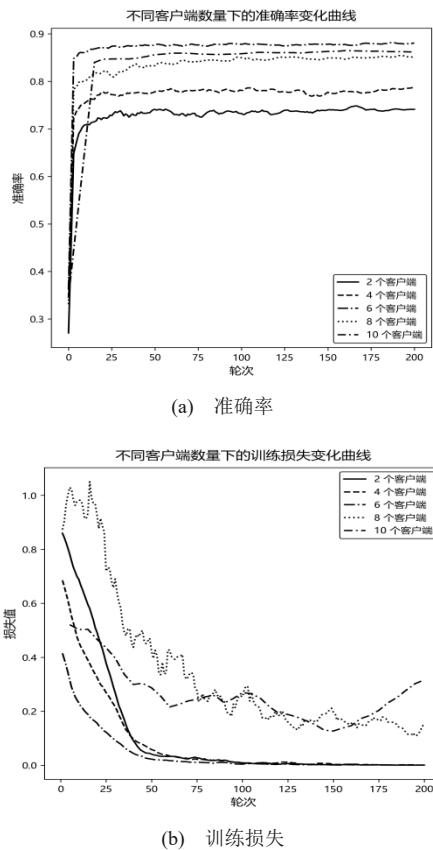 不同客户端数量下的准确率变化曲线
0.9
0.8
0.7
0.6
0.5
0.4
0.3
准确率
2 个客户端
4 个客户端
6 个客户端
8 个客户端
10 个客户端
0 25 50 75 100 125 150 175 200
轮次
(a) 准确率
不同客户端数量下的训练损失变化曲线
1.0
0.8
0.6
0.4
0.2
0.0
损失值
2 个客户端
4 个客户端
6 个客户端
8 个客户端
10 个客户端
0 25 50 75 100 125 150 175 200
轮次
(b) 训练损失